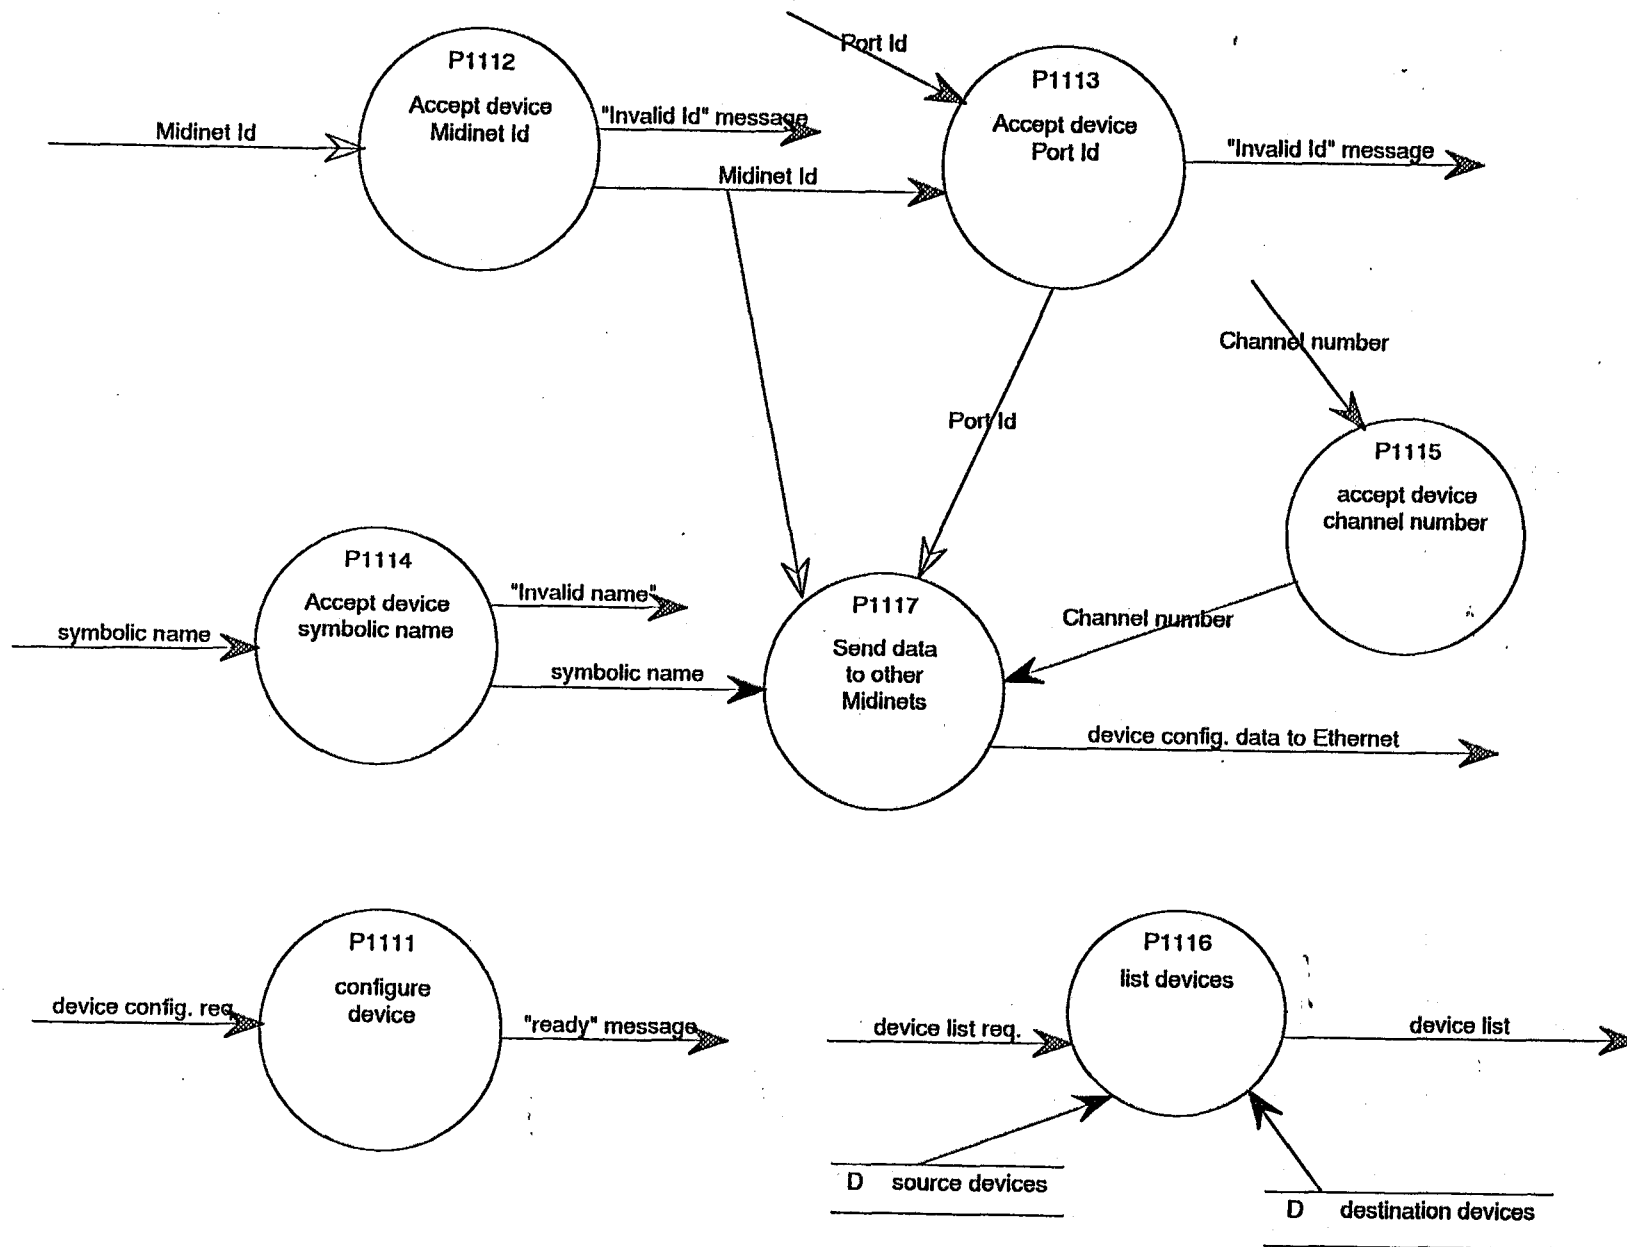 P1112
Accept device
Midinet Id
Midinet Id
"Invalid Id" message
Midinet Id
Port Id
P1113
Accept device
Port Id
"Invalid Id" message
Channel number
Port Id
P1115
accept device
channel number
P1114
Accept device
symbolic name
symbolic name
"Invalid name"
symbolic name
P1117
Send data
to other
Midinets
Channel number
device config. data to Ethernet
P1111
configure
device
device config. req.
"ready" message
P1116
list devices
device list req.
device list
D source devices
D destination devices